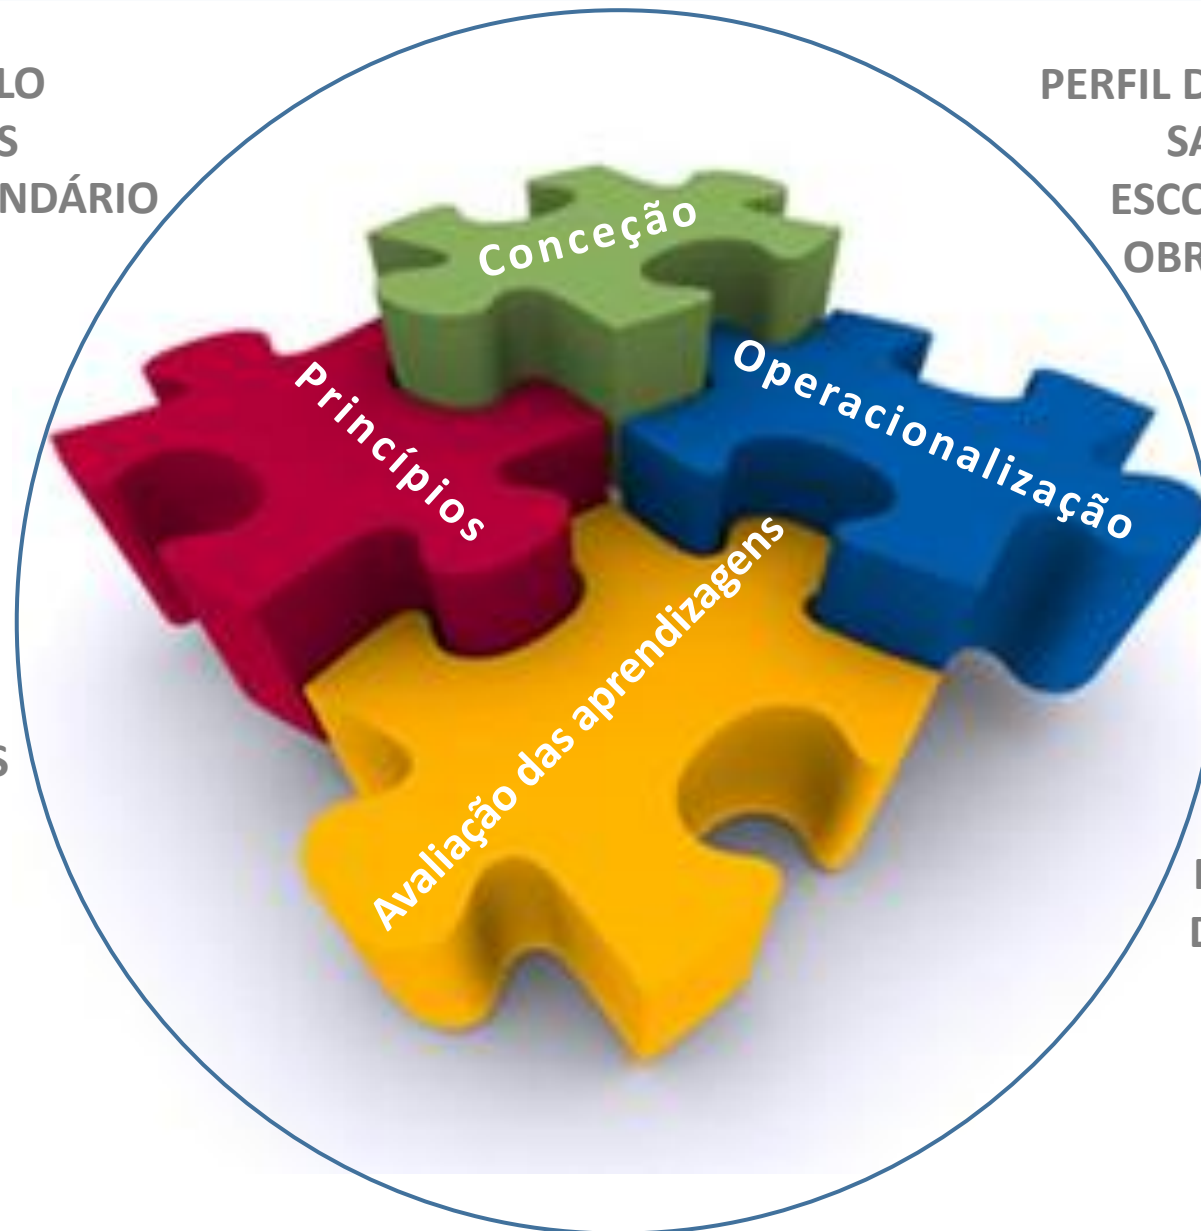 LO
S
NDÁRIO
PERFIL D
SA
ESCO
OBR
Conceção
Princípios
Operacionalização
Avaliação das aprendizagens
S
D